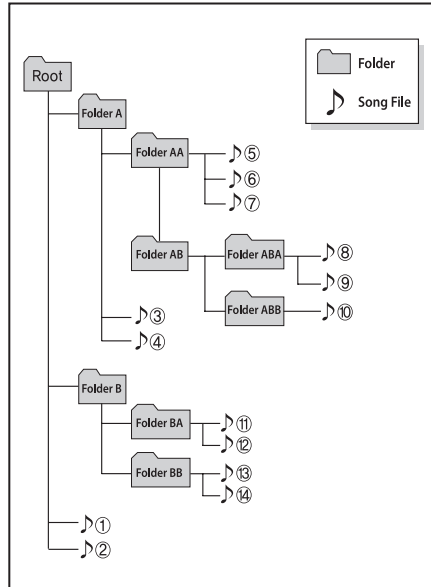 Root
Folder
Song File
Folder A
Folder AA
⑤
⑥
⑦
Folder AB
Folder ABA
⑧
⑨
Folder ABB
⑩
③
④
Folder B
Folder BA
⑪
⑫
Folder BB
⑬
⑭
①
②